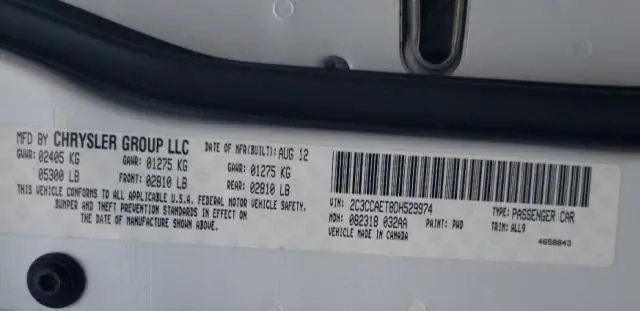 MFD BY CHRYSLER GROUP LLC DATE OF MFR(BUILT): AUG 12
GVWR: 02405 KG GAWR: 01275 KG GAWR: 01275 KG
05300 LB FRONT: 02810 LB REAR: 02810 LB
THIS VEHICLE CONFORMS TO ALL APPLICABLE U.S.A. FEDERAL MOTOR VEHICLE SAFETY,
BUMPER AND THEFT PREVENTION STANDARDS IN EFFECT ON
THE DATE OF MANUFACTURE SHOWN ABOVE.
VIN: 2C3CCAET8DH529974 TYPE: PASSENGER CAR
MDH: 082318 032AA PAINT: PWD TRIM: ALL9
VEHICLE MADE IN CANADA 4658843